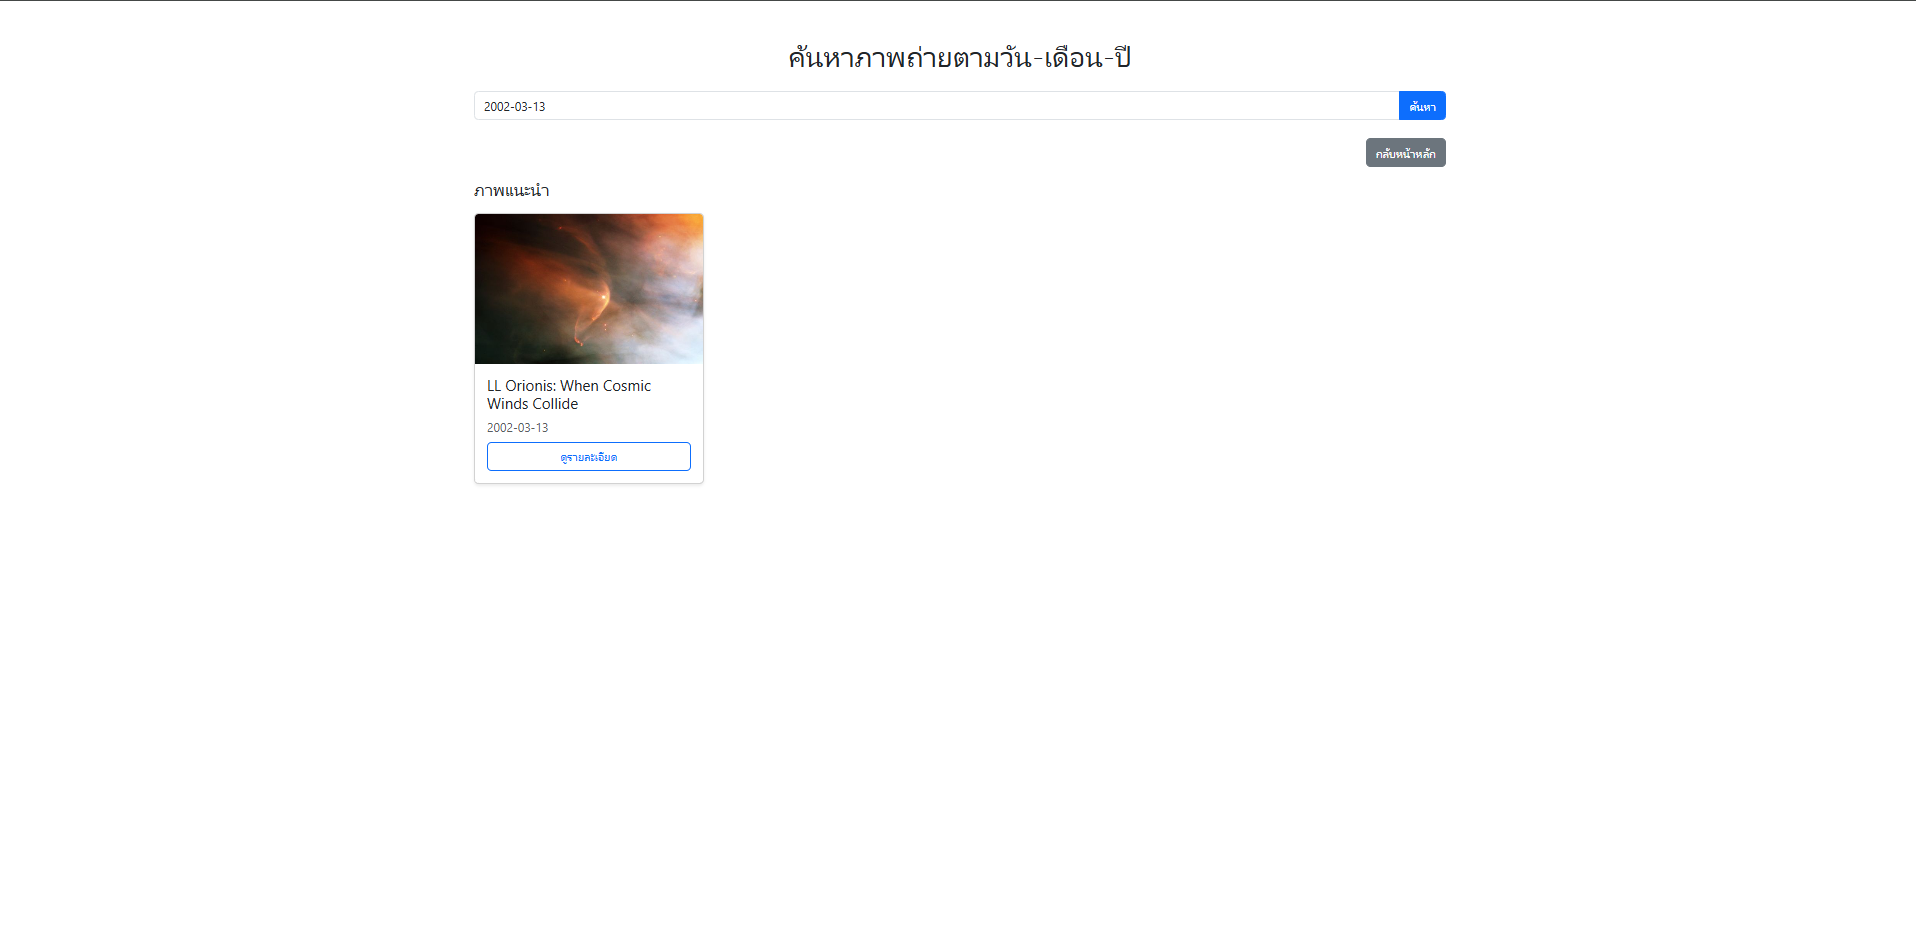 ค้นหาภาพถ่ายตามวัน-เดือน-ปี
2002-03-13
ค้นหา
กลับหน้าหลัก
ภาพแนะนำ
LL Orionis: When Cosmic
Winds Collide
2002-03-13
ดูรายละเอียด